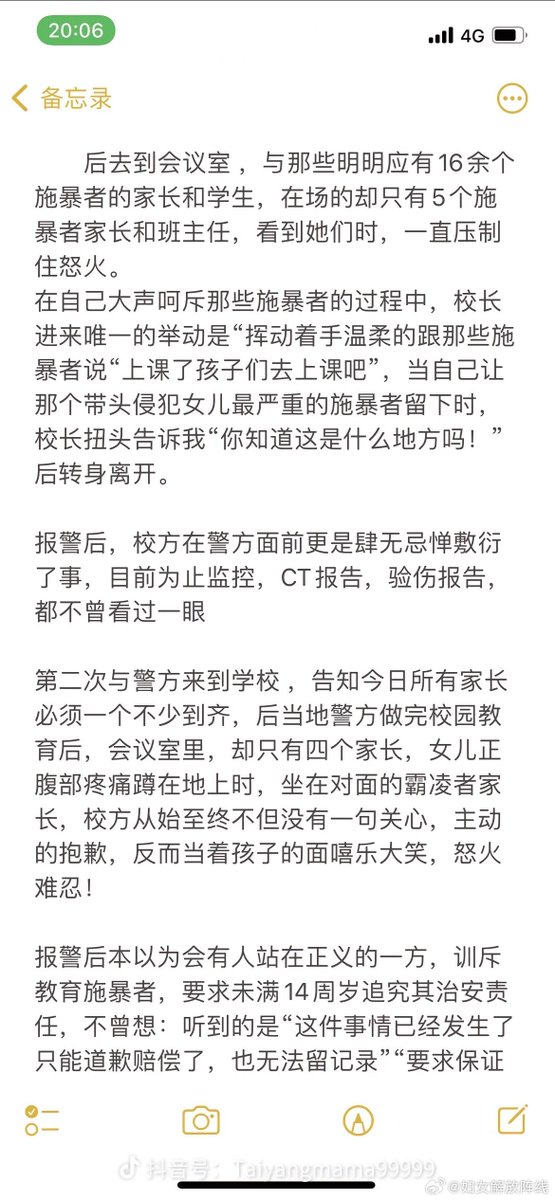 20:06
4G
备忘录
后去到会议室，与那些明明应有16余个
施暴者的家长和学生，在场的却只有5个施
暴者家长和班主任，看到她们时，一直压制
住怒火。
在自己大声呵斥那些施暴者的过程中，校长
进来唯一的举动是“挥动着手温柔的跟那些施
暴者说“上课了孩子们去上课吧”，当自己让
那个带头侵犯女儿最严重的施暴者留下时，
校长扭头告诉我“你知道这是什么地方吗！”
后转身离开。
报警后，校方在警方面前更是肆无忌惮敷衍
了事，目前为止监控，CT报告，验伤报告，
都不曾看过一眼
第二次与警方来到学校，告知今日所有家长
必须一个不少到齐，后当地警方做完校园教
育后，会议室里，却只有四个家长，女儿正
腹部疼痛蹲在地上时，坐在对面的霸凌者家
长，校方从始至终不但没有一句关心，主动
的抱歉，反而当着孩子的面嘻乐大笑，怒火
难忍！
报警后本以为会有人站在正义的一方，训斥
教育施暴者，要求未满14周岁追究其治安责
任，不曾想：听到的是“这件事情已经发生了
只能道歉赔偿了，也无法留记录”“要求保证
抖音号：Taiyangmama99999
@妇女解放阵线